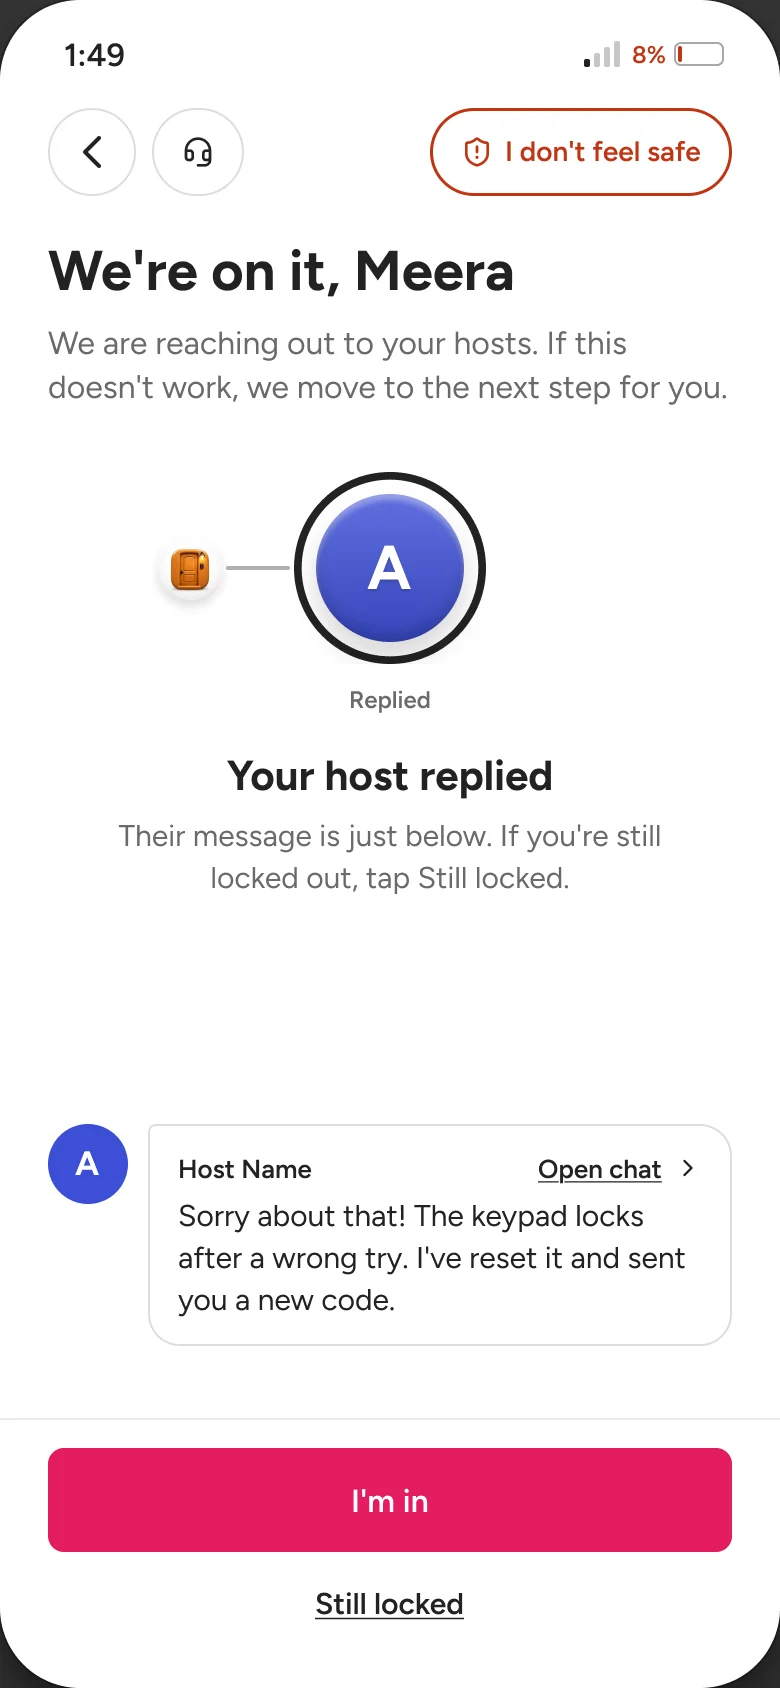 1:49
8%
I don't feel safe
We're on it, Meera
We are reaching out to your hosts. If this
doesn't work, we move to the next step for you.
A
Replied
Your host replied
Their message is just below. If you're still
locked out, tap Still locked.
A
Host Name
Open chat
Sorry about that! The keypad locks
after a wrong try. I've reset it and sent
you a new code.
I'm in
Still locked